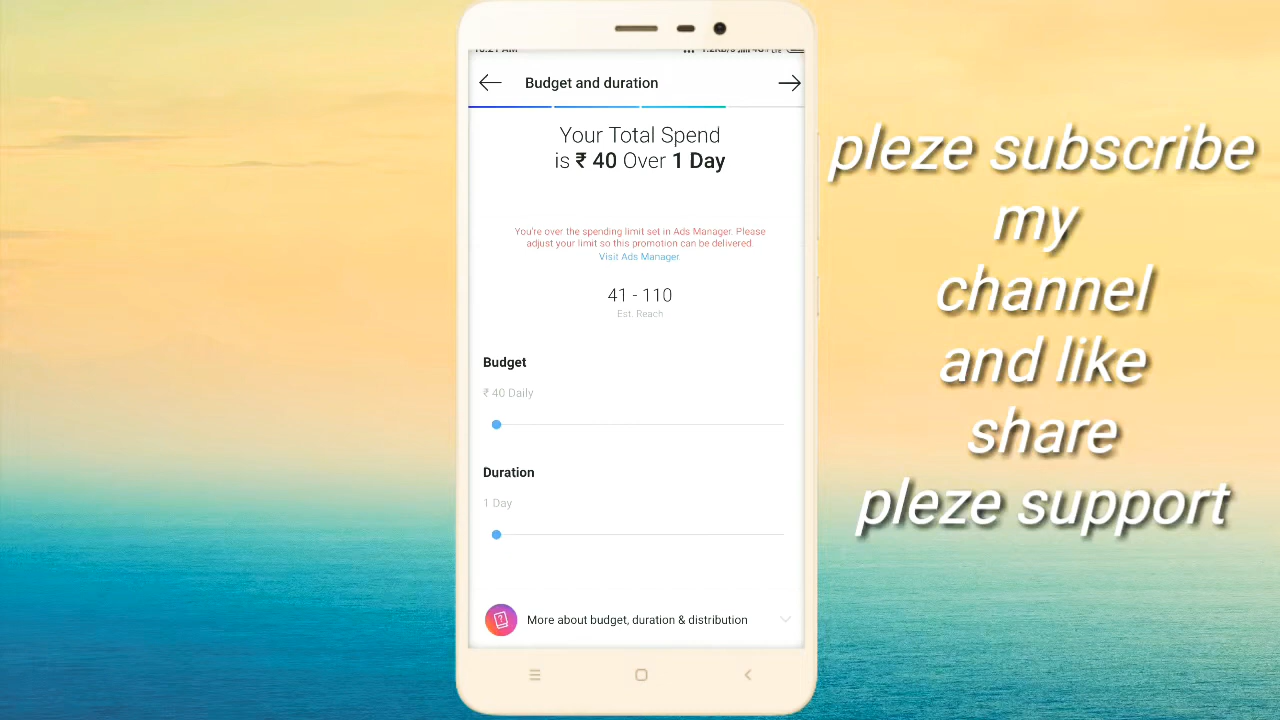 Budget and duration
Your Total Spend
is ₹ 40 Over 1 Day
You're over the spending limit set in Ads Manager. Please
adjust your limit so this promotion can be delivered.
Visit Ads Manager.
41 - 110
Est. Reach
Budget
₹ 40 Daily
Duration
1 Day
More about budget, duration & distribution
pleze subscribe
my
channel
and like
share
pleze support